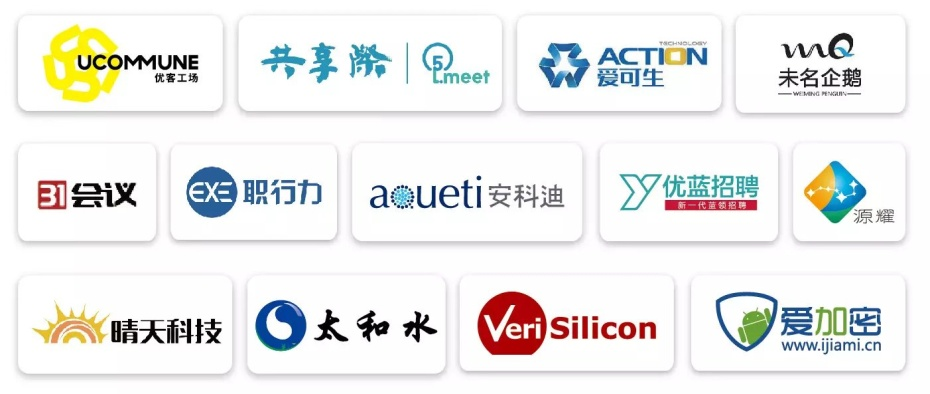 UCOMMUNE
优客工场
共享際
5Lmeet
TECHNOLOGY
ACTION
爱可生
mQ
未名企鹅
WEIMING PENGUIN
31会议
EXE 职行力
aqueti 安科迪
优蓝招聘
新一代蓝领招聘
源耀
晴天科技
太和水
VeriSilicon
爱加密
www.ijiami.cn